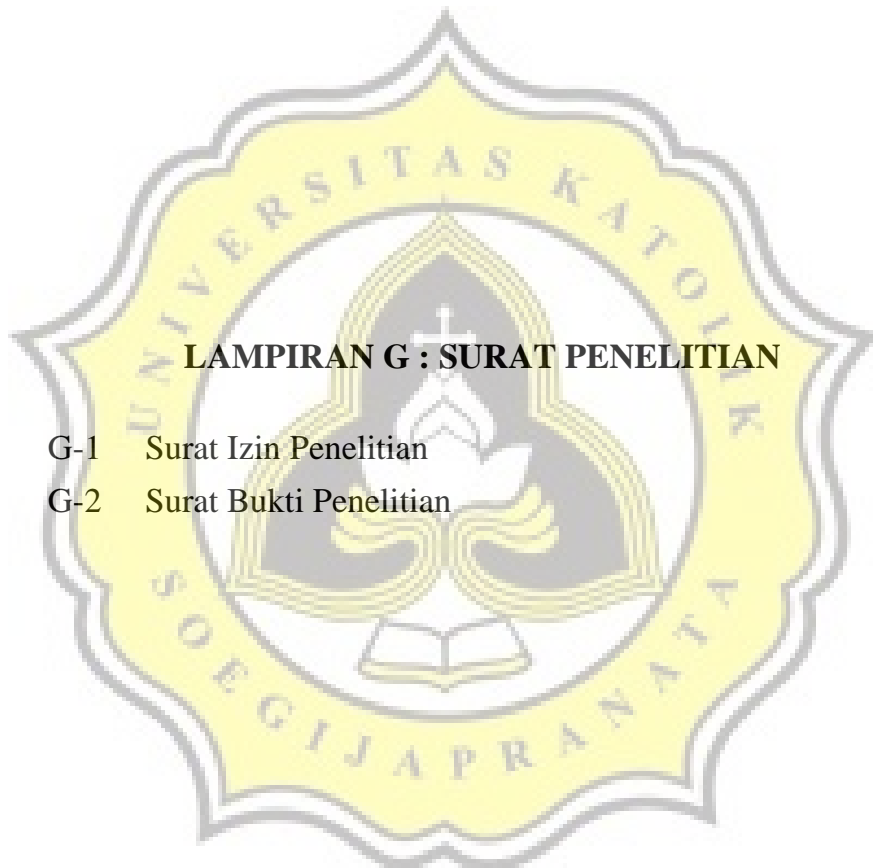 UNIVERSITAS KATOLIK
LAMPIRAN G : SURAT PENELITIAN
G-1 Surat Izin Penelitian
G-2 Surat Bukti Penelitian
SOEGIJAPRANATA